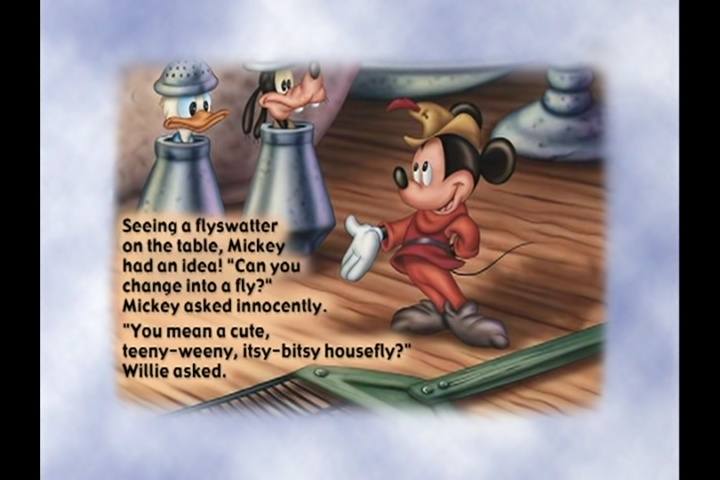 Seeing a flyswatter
on the table, Mickey
had an idea! "Can you
change into a fly?"
Mickey asked innocently.
"You mean a cute,
teeny-weeny, itsy-bitsy housefly?"
Willie asked.